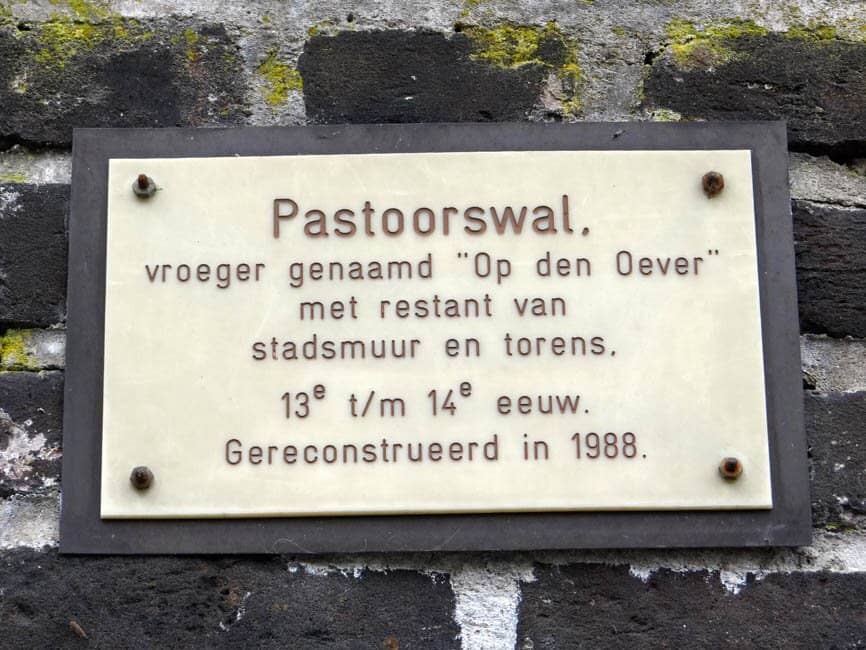 Pastoorswal,
vroeger genaamd "Op den Oever"
met restant van
stadsmuur en torens,
13e t/m 14e eeuw.
Gereconstrueerd in 1988.